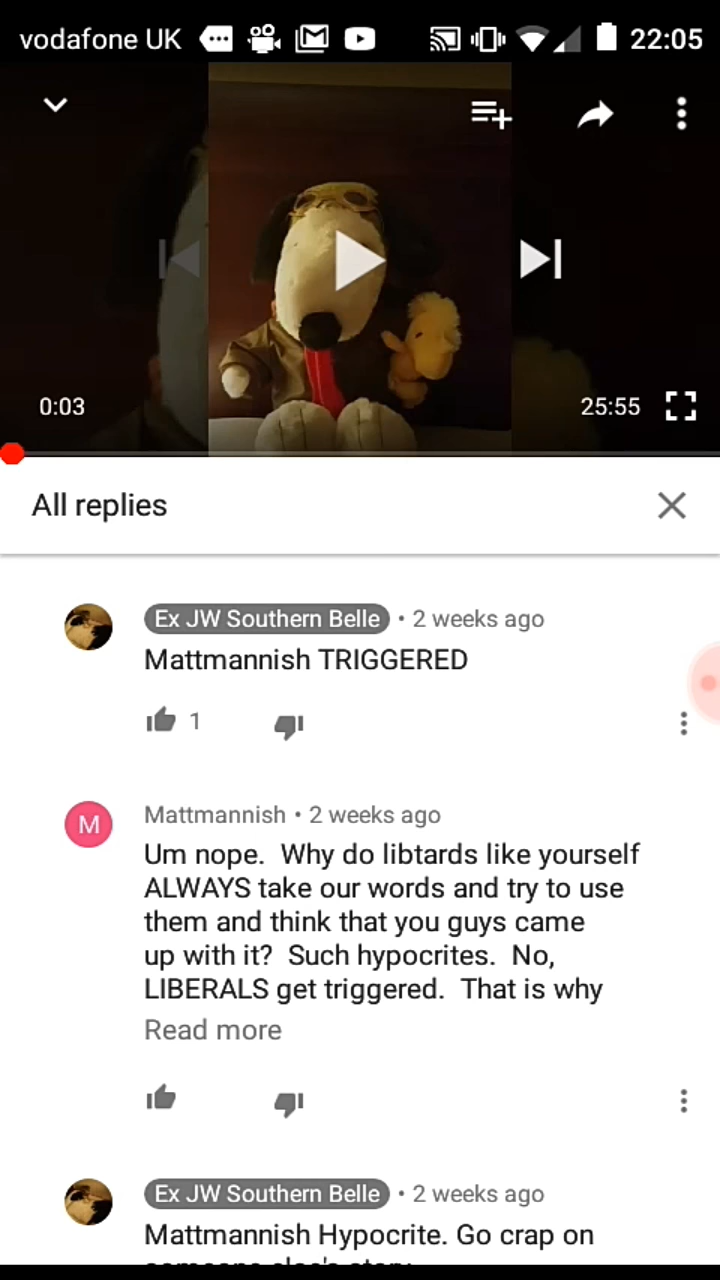 vodafone UK 22:05
0:03 25:55
All replies
Ex JW Southern Belle • 2 weeks ago
Mattmannish TRIGGERED
1
M
Mattmannish • 2 weeks ago
Um nope.  Why do libtards like yourself
ALWAYS take our words and try to use
them and think that you guys came
up with it?  Such hypocrites.  No,
LIBERALS get triggered.  That is why
Read more
Ex JW Southern Belle • 2 weeks ago
Mattmannish Hypocrite. Go crap on